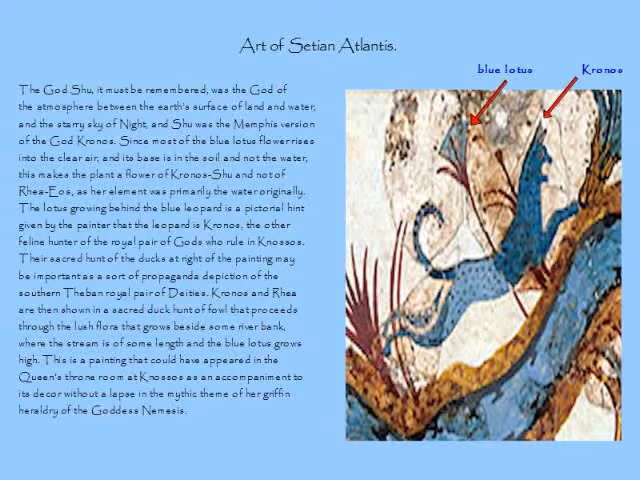 Art of Setian Atlantis.
blue lotus
Kronos
The God Shu, it must be remembered, was the God of
the atmosphere between the earth's surface of land and water,
and the starry sky of Night, and Shu was the Memphis version
of the God Kronos. Since most of the blue lotus flower rises
into the clear air, and its base is in the soil and not the water,
this makes the plant a flower of Kronos-Shu and not of
Rhea-Eos, as her element was primarily the water originally.
The lotus growing behind the blue leopard is a pictorial hint
given by the painter that the leopard is Kronos, the other
feline hunter of the royal pair of Gods who rule in Knossos.
Their sacred hunt of the ducks at right of the painting may
be important as a sort of propaganda depiction of the
southern Theban royal pair of Deities. Kronos and Rhea
are then shown in a sacred duck hunt of fowl that proceeds
through the lush flora that grows beside some river bank,
where the stream is of some length and the blue lotus grows
high. This is a painting that could have appeared in the
Queen's throne room at Knossos as an accompaniment to
its decor without a lapse in the mythic theme of her griffin
heraldry of the Goddess Nemesis.